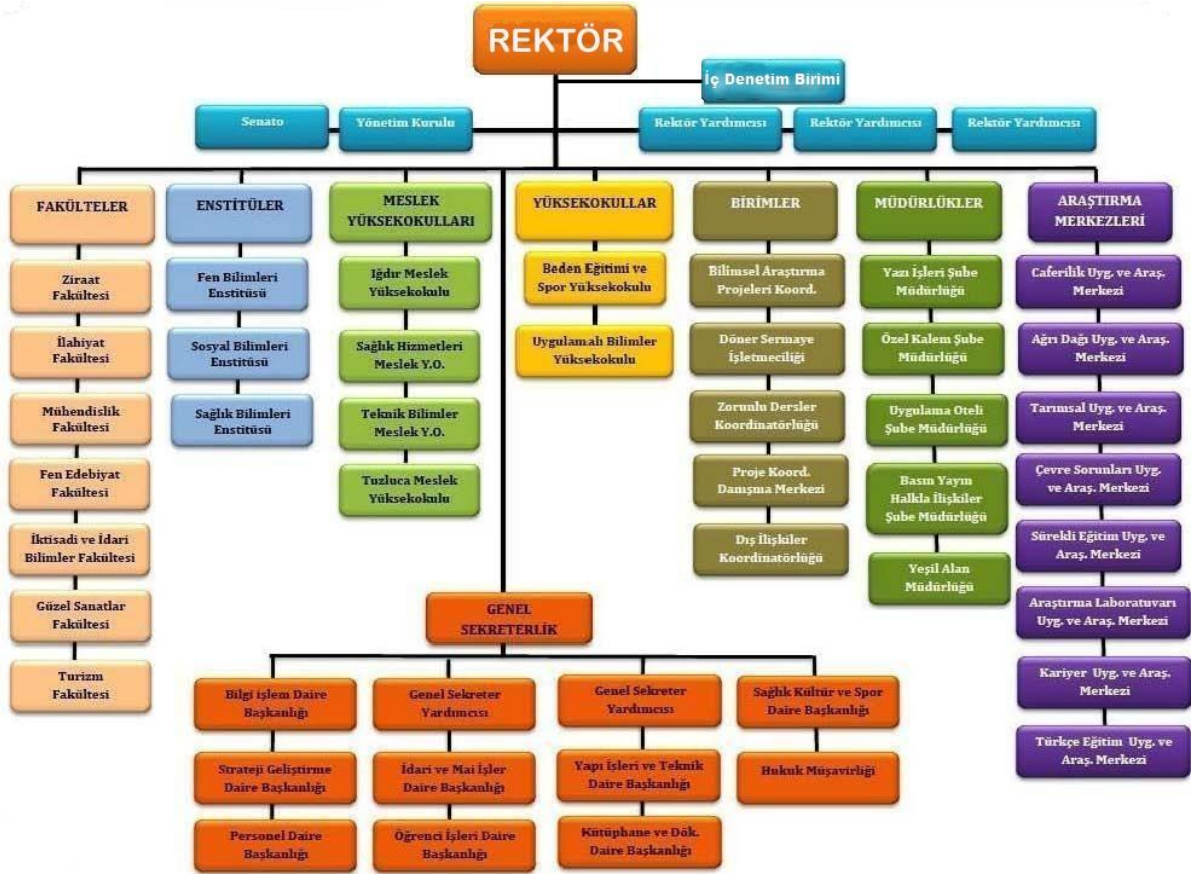 REKTÖR
İç Denetim Birimi
Senato
Yönetim Kurulu
Rektör Yardımcısı
Rektör Yardımcısı
Rektör Yardımcısı
FAKÜLTELER
Ziraat
Fakültesi
İlahiyat
Fakültesi
Mühendislik
Fakültesi
Fen Edebiyat
Fakültesi
İktisadi ve İdari
Bilimler Fakültesi
Güzel Sanatlar
Fakültesi
Turizm
Fakültesi
ENSTİTÜLER
Fen Bilimleri
Enstitüsü
Sosyal Bilimleri
Enstitüsü
Sağlık Bilimleri
Enstitüsü
MESLEK
YÜKSEKOKULLARI
Iğdır Meslek
Yüksekokulu
Sağlık Hizmetleri
Meslek Y.O.
Teknik Bilimler
Meslek Y.O.
Tuzluca Meslek
Yüksekokulu
YÜKSEKOKULLAR
Beden Eğitimi ve
Spor Yüksekokulu
Uygulamalı Bilimler
Yüksekokulu
BİRİMLER
Bilimsel Araştırma
Projeleri Koord.
Döner Sermaye
İşletmeciliği
Zorunlu Dersler
Koordinatörlüğü
Proje Koord.
Danışma Merkezi
Dış İlişkiler
Koordinatörlüğü
MÜDÜRLÜKLER
Yazı İşleri Şube
Müdürlüğü
Özel Kalem Şube
Müdürlüğü
Uygulama Oteli
Şube Müdürlüğü
Basın Yayın
Halkla İlişkiler
Şube Müdürlüğü
Yeşil Alan
Müdürlüğü
ARAŞTIRMA
MERKEZLERİ
Caferilik Uyg. ve Araş.
Merkezi
Ağrı Dağı Uyg. ve Araş.
Merkezi
Tarımsal Uyg. ve Araş.
Merkezi
Çevre Sorunları Uyg.
ve Araş. Merkezi
Sürekli Eğitim Uyg. ve
Araş. Merkezi
Araştırma Laboratuvarı
Uyg. ve Araş. Merkezi
Kariyer Uyg. ve Araş.
Merkezi
Türkçe Eğitim Uyg. ve
Araş. Merkezi
GENEL
SEKRETERLİK
Bilgi işlem Daire
Başkanlığı
Strateji Geliştirme
Daire Başkanlığı
Personel Daire
Başkanlığı
Genel Sekreter
Yardımcısı
İdari ve Mai İşler
Daire Başkanlığı
Öğrenci İşleri Daire
Başkanlığı
Genel Sekreter
Yardımcısı
Yapı İşleri ve Teknik
Daire Başkanlığı
Kütüphane ve Dök.
Daire Başkanlığı
Sağlık Kültür ve Spor
Daire Başkanlığı
Hukuk Müşavirliği